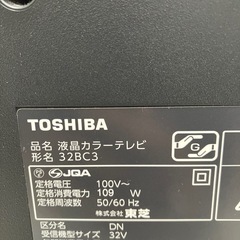 TOSHIBA
品名 液晶カラーテレビ
形名 32BC3
JQA
定格電圧 100V~
定格消費電力 109 W
定格周波数 50/60 Hz
株式会社 東芝
区分名 DN
受信機型サイズ 32V